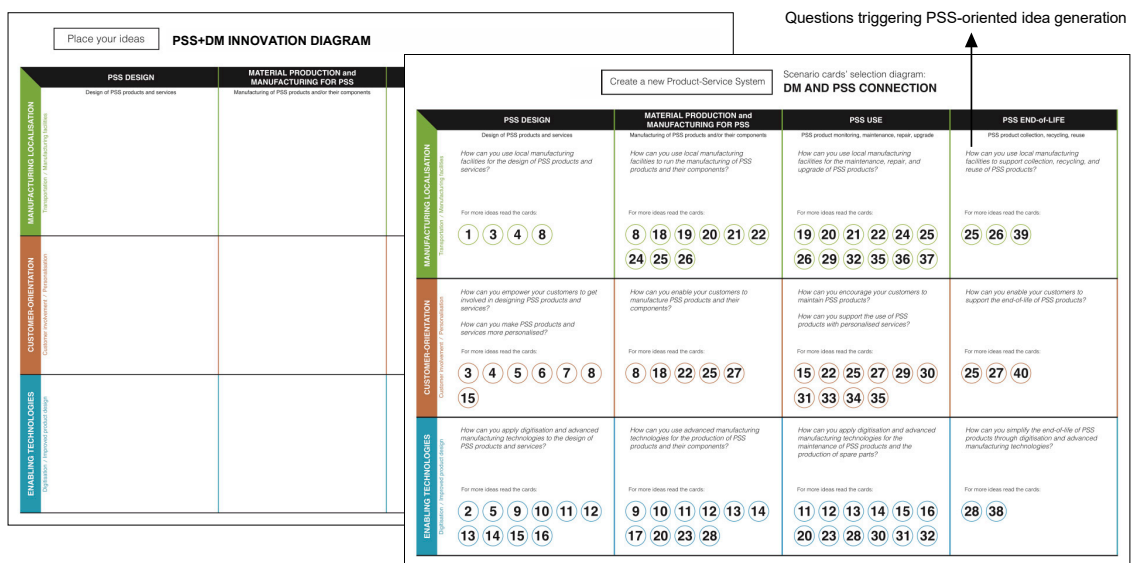 Questions triggering PSS-oriented idea generation
Place your ideas
PSS+DM INNOVATION DIAGRAM
PSS DESIGN
MATERIAL PRODUCTION and
MANUFACTURING FOR PSS
Design of PSS products and services
Manufacturing of PSS products and/or their components
MANUFACTURING LOCALISATION
Transportation / Manufacturing facilities
CUSTOMER-ORIENTATION
Customer involvement / Personalisation
ENABLING TECHNOLOGIES
Digitisation / Improved product design
Create a new Product-Service System
Scenario cards' selection diagram:
DM AND PSS CONNECTION
PSS DESIGN
MATERIAL PRODUCTION and
MANUFACTURING FOR PSS
PSS USE
PSS END-of-LIFE
Design of PSS products and services
Manufacturing of PSS products and/or their components
PSS product monitoring, maintenance, repair, upgrade
PSS product collection, recycling, reuse
MANUFACTURING LOCALISATION
Transportation / Manufacturing facilities
How can you use local manufacturing
facilities for the design of PSS products and
services?
For more ideas read the cards:
1 3 4 8
How can you use local manufacturing
facilities to run the manufacturing of PSS
products and their components?
For more ideas read the cards:
8 18 19 20 21 22
24 25 26
How can you use local manufacturing
facilities for the maintenance, repair, and
upgrade of PSS products?
For more ideas read the cards:
19 20 21 22 24 25
26 29 32 35 36 37
How can you use local manufacturing
facilities to support collection, recycling, and
reuse of PSS products?
For more ideas read the cards:
25 26 39
CUSTOMER-ORIENTATION
Customer involvement / Personalisation
How can you empower your customers to get
involved in designing PSS products and
services?
How can you make PSS products and
services more personalised?
For more ideas read the cards:
3 4 5 6 7 8
15
How can you enable your customers to
manufacture PSS products and their
components?
For more ideas read the cards:
8 18 22 25 27
How can you encourage your customers to
maintain PSS products?
How can you support the use of PSS
products with personalised services?
For more ideas read the cards:
15 22 25 27 29 30
31 33 34 35
How can you enable your customers to
support the end-of-life of PSS products?
For more ideas read the cards:
25 27 40
ENABLING TECHNOLOGIES
Digitisation / Improved product design
How can you apply digitisation and advanced
manufacturing technologies to the design of
PSS products and services?
For more ideas read the cards:
2 5 9 10 11 12
13 14 15 16
How can you use advanced manufacturing
technologies for the production of PSS
products and their components?
For more ideas read the cards:
9 10 11 12 13 14
17 20 23 28
How can you apply digitisation and advanced
manufacturing technologies for the
maintenance of PSS products and the
production of spare parts?
For more ideas read the cards:
11 12 13 14 15 16
20 23 28 30 31 32
How can you simplify the end-of-life of PSS
products through digitisation and advanced
manufacturing technologies?
For more ideas read the cards:
28 38